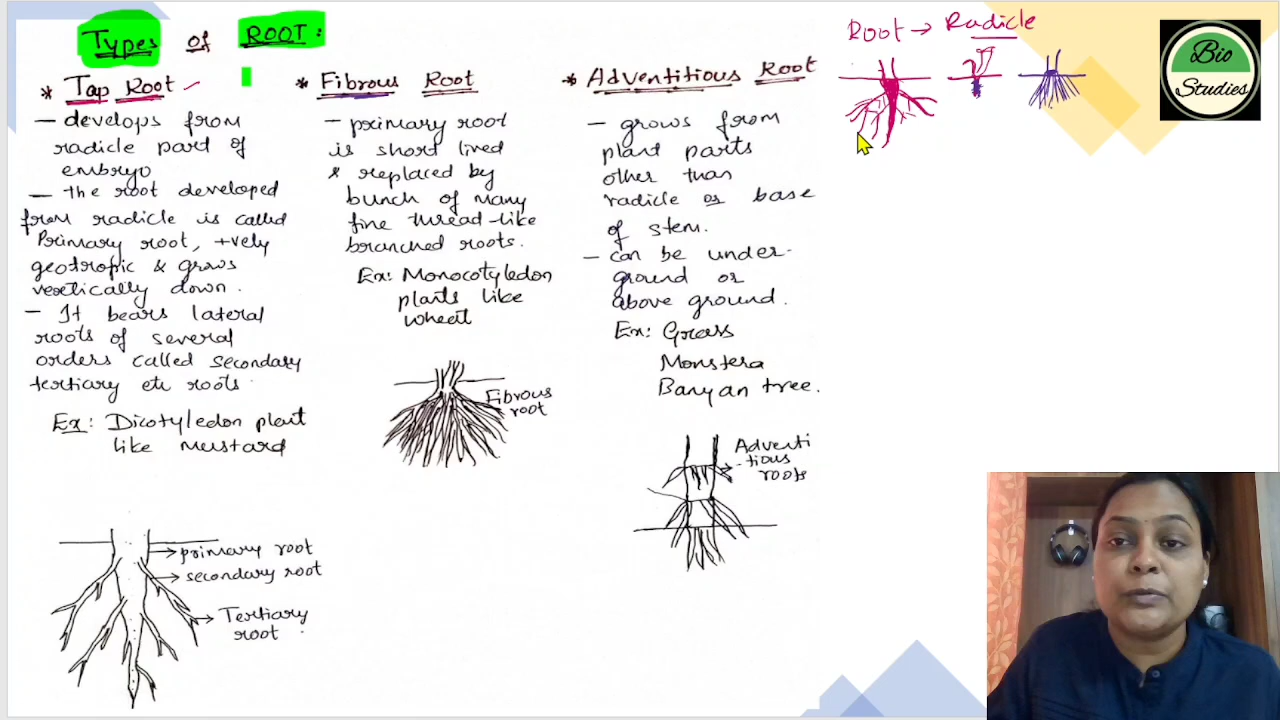 Types of ROOT:
* Tap Root
- develops from
radicle part of
embryo
- The root developed
from radicle is called
Primary root, +vely
geotropic & grows
vertically down.
- It bears lateral
roots of several
orders called secondary
tertiary etc roots.
Ex: Dicotyledon plant
like mustard
primary root
secondary root
Tertiary
root
* Fibrous Root
- primary root
is short lived
& replaced by
bunch of many
fine thread-like
branched roots.
Ex: Monocotyledon
plants like
wheat
Fibrous
root
* Adventitious Root
- grows from
plant parts
other than
radicle or base
of stem.
- can be under-
ground or
above ground.
Ex: Grass
Monstera
Banyan tree.
Adventi
-tious
roots
Root → Radicle
Bio
Studies